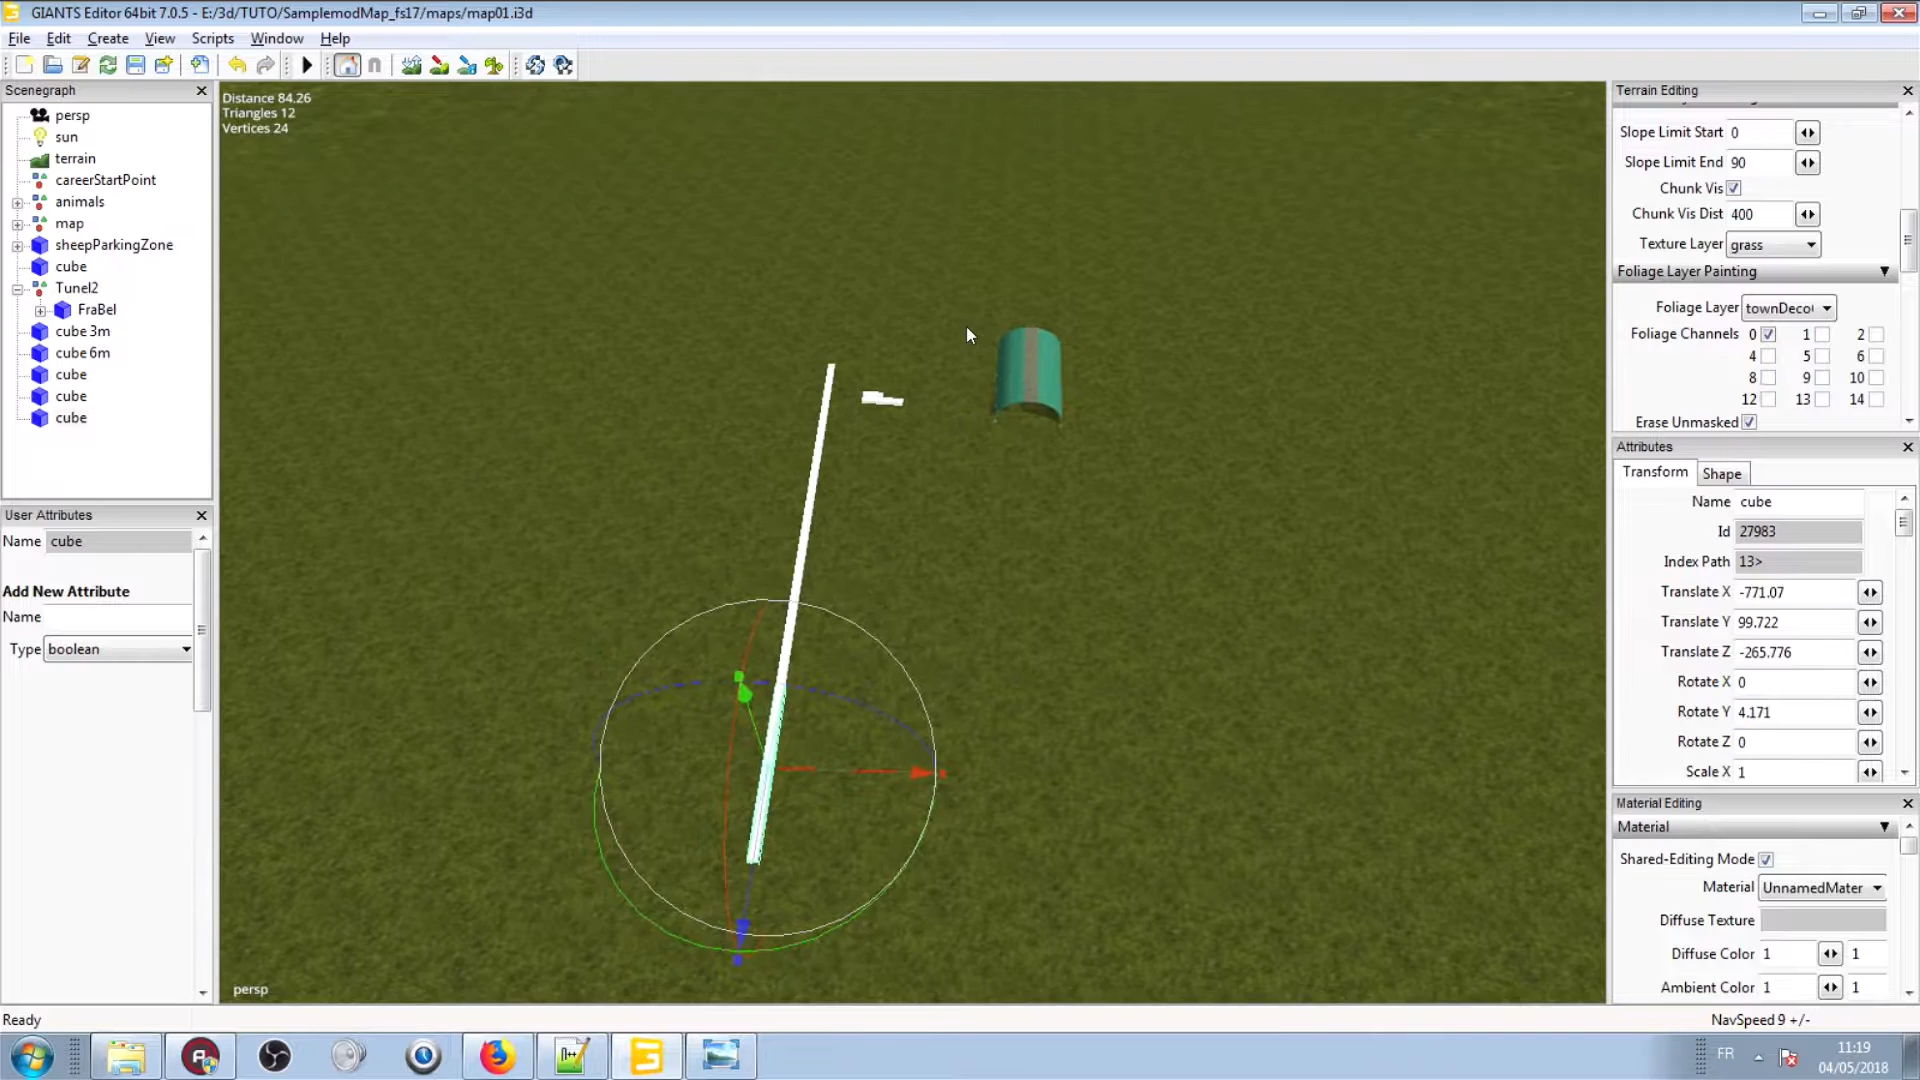 GIANTS Editor 64bit 7.0.5 - E:/3d/TUTO/SamplemodMap_fs17/maps/map01.i3d
File Edit Create View Scripts Window Help
Scenegraph
persp
sun
terrain
careerStartPoint
animals
map
sheepParkingZone
cube
Tunel2
FraBel
cube 3m
cube 6m
cube
cube
cube
User Attributes
Name cube
Add New Attribute
Name
Type boolean
Distance 84.26
Triangles 12
Vertices 24
persp
Terrain Editing
Slope Limit Start 0
Slope Limit End 90
Chunk Vis
Chunk Vis Dist 400
Texture Layer grass
Foliage Layer Painting
Foliage Layer townDeco
Foliage Channels 0 1 2
4 5 6
8 9 10
12 13 14
Erase Unmasked
Attributes
Transform Shape
Name cube
Id 27983
Index Path 13>
Translate X -771.07
Translate Y 99.722
Translate Z -265.776
Rotate X 0
Rotate Y 4.171
Rotate Z 0
Scale X 1
Material Editing
Material
Shared-Editing Mode
Material UnnamedMater
Diffuse Texture
Diffuse Color 1 1
Ambient Color 1 1
Ready
NavSpeed 9 +/-
FR
11:19
04/05/2018